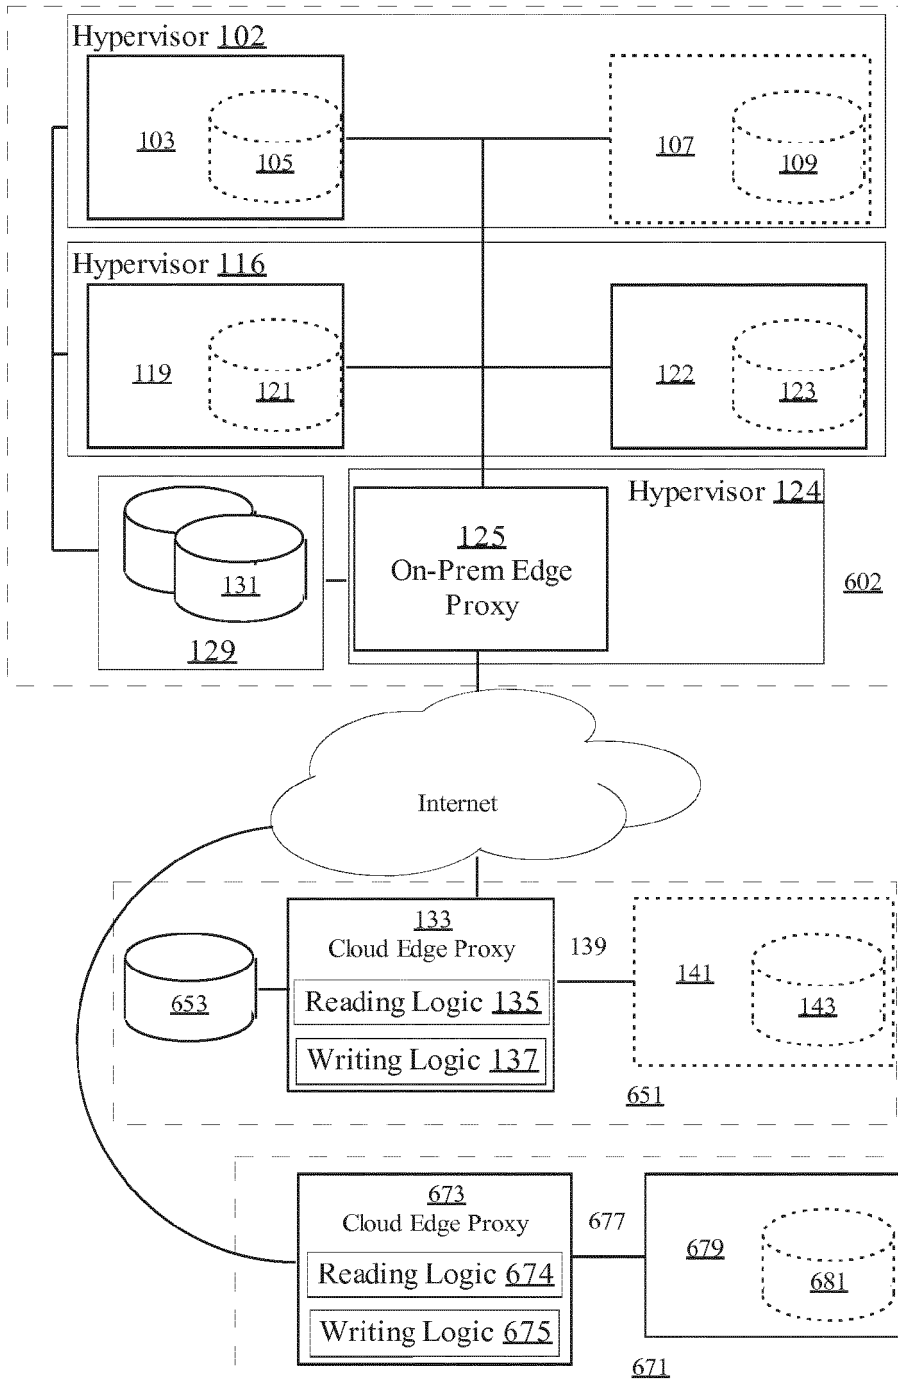 Hypervisor 102
103
105
107
109
Hypervisor 116
119
121
122
123
Hypervisor 124
125
On-Prem Edge
Proxy
131
129
602
Internet
133
Cloud Edge Proxy
Reading Logic 135
Writing Logic 137
139
653
141
143
651
673
Cloud Edge Proxy
Reading Logic 674
Writing Logic 675
677
679
681
671